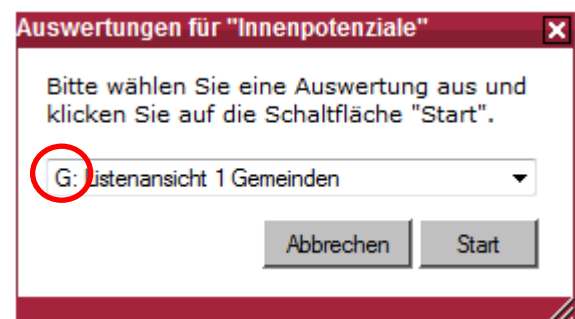 Auswertungen für "Innenpotenziale"
Bitte wählen Sie eine Auswertung aus und
klicken Sie auf die Schaltfläche "Start".
G: Listenansicht 1 Gemeinden
Abbrechen Start